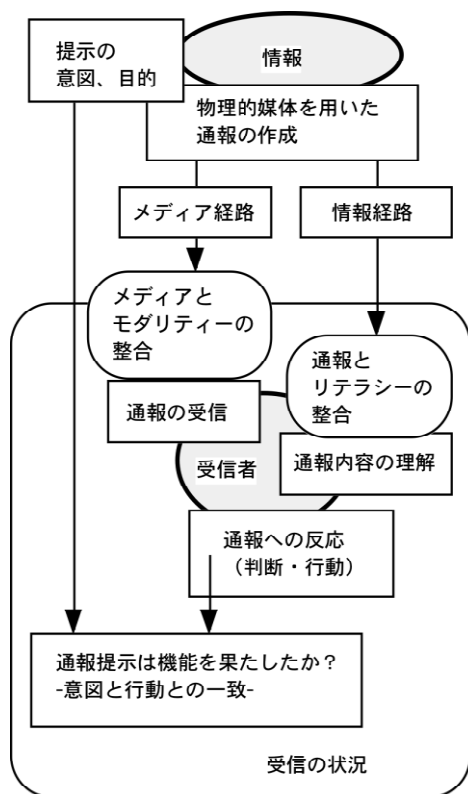 提示の
意図、目的
情報
物理的媒体を用いた
通報の作成
メディア経路
情報経路
メディアと
モダリティーの
整合
通報と
リテラシーの
整合
通報の受信
受信者
通報内容の理解
通報への反応
（判断・行動）
通報提示は機能を果たしたか？
-意図と行動との一致-
受信の状況